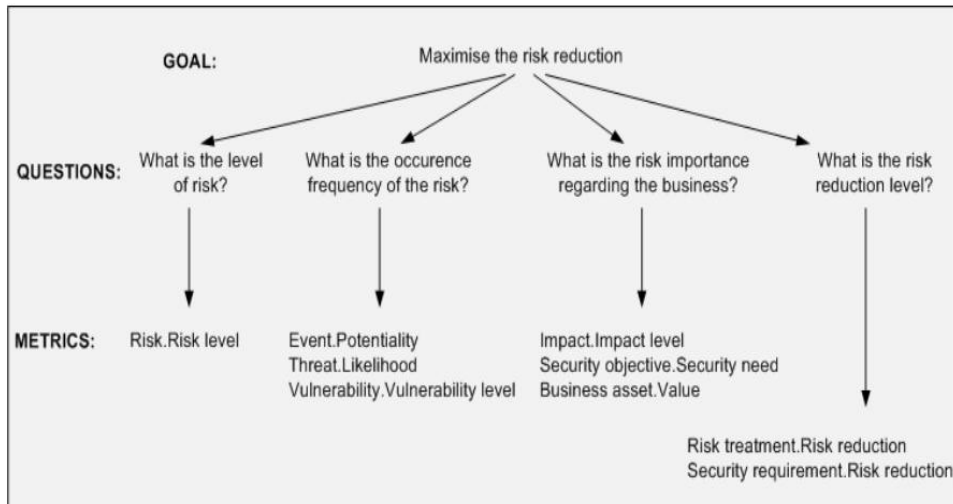 GOAL:
Maximise the risk reduction
QUESTIONS:
What is the level
of risk?
What is the occurence
frequency of the risk?
What is the risk importance
regarding the business?
What is the risk
reduction level?
METRICS:
Risk.Risk level
Event.Potentiality
Threat.Likelihood
Vulnerability.Vulnerability level
Impact.Impact level
Security objective.Security need
Business asset.Value
Risk treatment.Risk reduction
Security requirement.Risk reduction